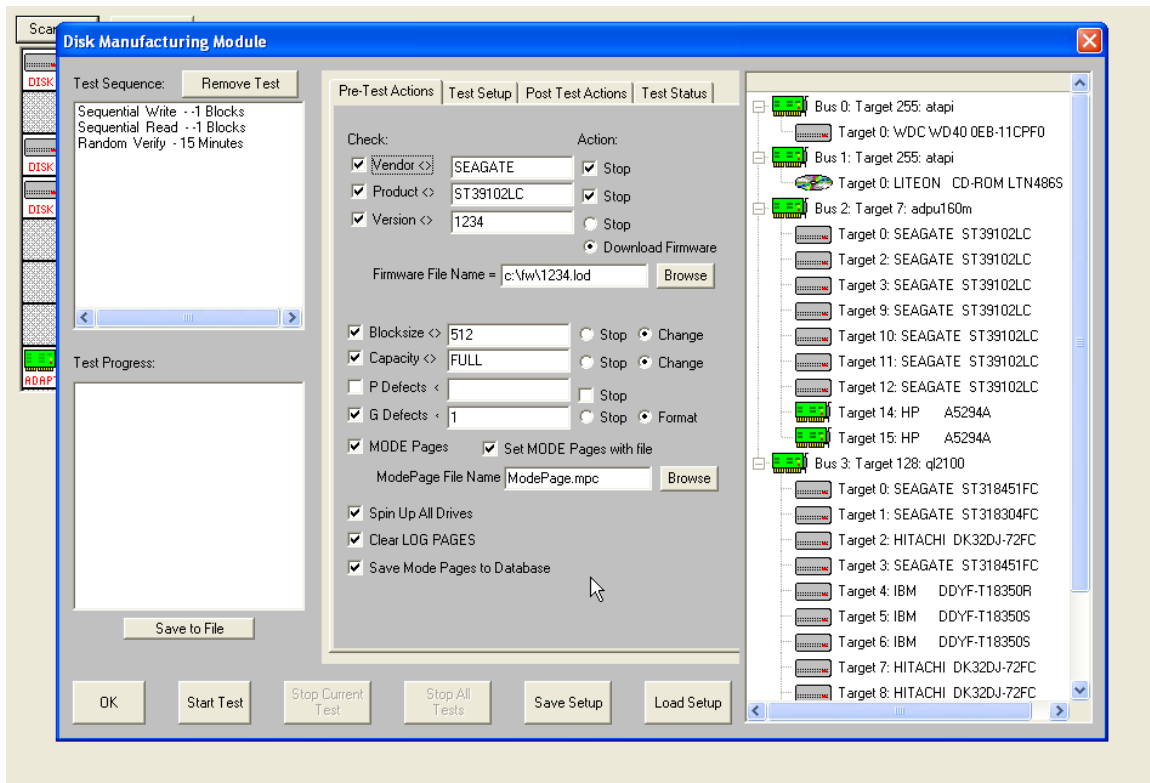 Scan
Disk Manufacturing Module
DISK
DISK
DISK
ADAPT
Test Sequence:
Remove Test
Sequential Write - -1 Blocks
Sequential Read - -1 Blocks
Random Verify - 15 Minutes
Test Progress:
Save to File
Pre-Test Actions
Test Setup
Post Test Actions
Test Status
Check:
Action:
Vendor <> SEAGATE Stop
Product <> ST39102LC Stop
Version <> 1234 Stop
Download Firmware
Firmware File Name = c:\fw\1234.lod Browse
Blocksize <> 512 Stop Change
Capacity <> FULL Stop Change
P Defects < Stop
G Defects < 1 Stop Format
MODE Pages Set MODE Pages with file
ModePage File Name ModePage.mpc Browse
Spin Up All Drives
Clear LOG PAGES
Save Mode Pages to Database
Bus 0: Target 255: atapi
Target 0: WDC WD40 0EB-11CPF0
Bus 1: Target 255: atapi
Target 0: LITEON CD-ROM LTN486S
Bus 2: Target 7: adpu160m
Target 0: SEAGATE ST39102LC
Target 2: SEAGATE ST39102LC
Target 3: SEAGATE ST39102LC
Target 9: SEAGATE ST39102LC
Target 10: SEAGATE ST39102LC
Target 11: SEAGATE ST39102LC
Target 12: SEAGATE ST39102LC
Target 14: HP A5294A
Target 15: HP A5294A
Bus 3: Target 128: ql2100
Target 0: SEAGATE ST318451FC
Target 1: SEAGATE ST318304FC
Target 2: HITACHI DK32DJ-72FC
Target 3: SEAGATE ST318451FC
Target 4: IBM DDYF-T18350R
Target 5: IBM DDYF-T18350S
Target 6: IBM DDYF-T18350S
Target 7: HITACHI DK32DJ-72FC
Target 8: HITACHI DK32DJ-72FC
OK
Start Test
Stop Current
Test
Stop All
Tests
Save Setup
Load Setup